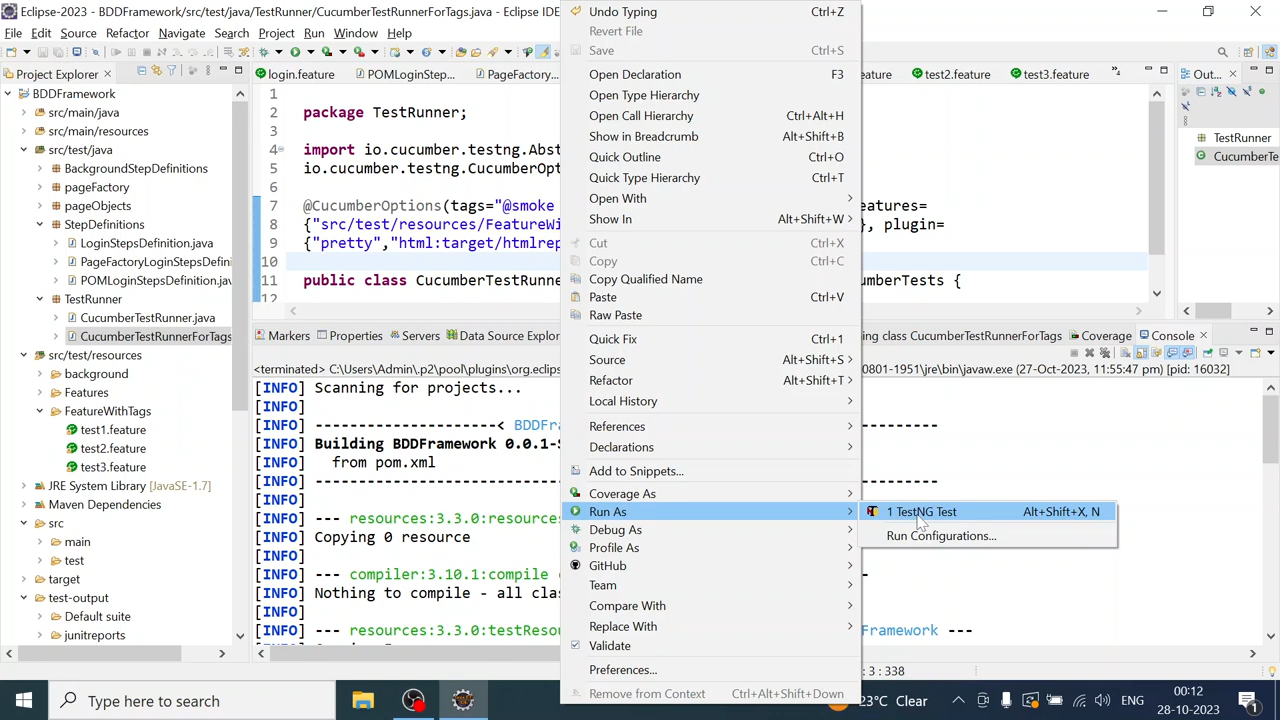 Eclipse-2023 - BDDFramework/src/test/java/TestRunner/CucumberTestRunnerForTags.java - Eclipse IDE
File Edit Source Refactor Navigate Search Project Run Window
Project Explorer
login.feature
POMLoginStep...
PageFactory...
eature
test2.feature
test3.feature
Out...
BDDFramework
src/main/java
src/main/resources
src/test/java
BackgroundStepDefinitions
pageFactory
pageObjects
StepDefinitions
LoginStepsDefinition.java
PageFactoryLoginStepsDefini
POMLoginStepsDefinition.jav
TestRunner
CucumberTestRunner.java
CucumberTestRunnerForTags
src/test/resources
background
Features
FeatureWithTags
test1.feature
test2.feature
test3.feature
JRE System Library [JavaSE-1.7]
Maven Dependencies
src
main
test
target
test-output
Default suite
junitreports
1
2 package TestRunner;
3
4 import io.cucumber.testng.Abst
5 io.cucumber.testng.CucumberOpt
6
7 @CucumberOptions(tags="@smoke eatures=
8 {"src/test/resources/FeatureWi }, plugin=
9 {"pretty","html:target/htmlrep
10
11 public class CucumberTestRunne umberTests {
12
TestRunner
CucumberTe
Markers Properties Servers Data Source Explor ing class CucumberTestRunnerForTags Coverage Console
<terminated> C:\Users\Admin\.p2\pool\plugins\org.eclips 0801-1951\jre\bin\javaw.exe (27-Oct-2023, 11:55:47 pm) [pid: 16032]
[INFO] Scanning for projects...
[INFO]
[INFO] ----------------------< BDDFr ----------
[INFO] Building BDDFramework 0.0.1-S
[INFO]   from pom.xml
[INFO] ------------------------------- ----------
[INFO]
[INFO] --- resources:3.3.0:resourc
[INFO] Copying 0 resource
[INFO]
[INFO] --- compiler:3.10.1:compile
[INFO] Nothing to compile - all clas
[INFO]
[INFO] --- resources:3.3.0:testResou Framework ---
Undo Typing Ctrl+Z
Revert File
Save Ctrl+S
Open Declaration F3
Open Type Hierarchy
Open Call Hierarchy Ctrl+Alt+H
Show in Breadcrumb Alt+Shift+B
Quick Outline Ctrl+O
Quick Type Hierarchy Ctrl+T
Open With
Show In Alt+Shift+W
Cut Ctrl+X
Copy Ctrl+C
Copy Qualified Name
Paste Ctrl+V
Raw Paste
Quick Fix Ctrl+1
Source Alt+Shift+S
Refactor Alt+Shift+T
Local History
References
Declarations
Add to Snippets...
Coverage As
Run As
Debug As
Profile As
GitHub
Team
Compare With
Replace With
Validate
Preferences...
Remove from Context Ctrl+Alt+Shift+Down
1 TestNG Test Alt+Shift+X, N
Run Configurations...
: 3 : 338
Type here to search
23°C Clear
ENG
00:12
28-10-2023
1